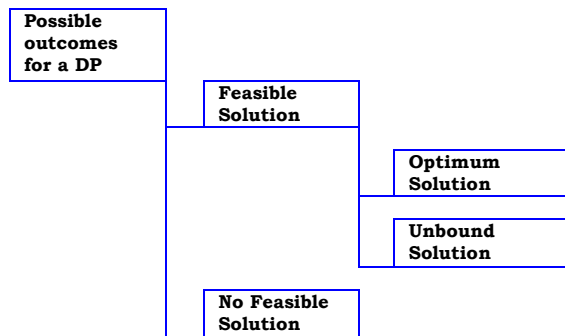 Possible
outcomes
for a DP
Feasible
Solution
Optimum
Solution
Unbound
Solution
No Feasible
Solution